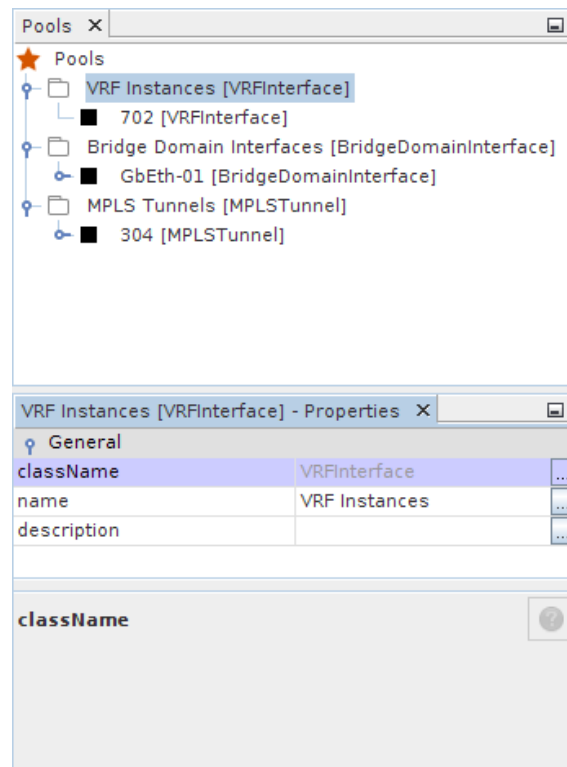 Pools
Pools
VRF Instances [VRFInterface]
702 [VRFInterface]
Bridge Domain Interfaces [BridgeDomainInterface]
GbEth-01 [BridgeDomainInterface]
MPLS Tunnels [MPLSTunnel]
304 [MPLSTunnel]
VRF Instances [VRFInterface] - Properties
General
className VRFInterface ...
name VRF Instances ...
description ...
className
?